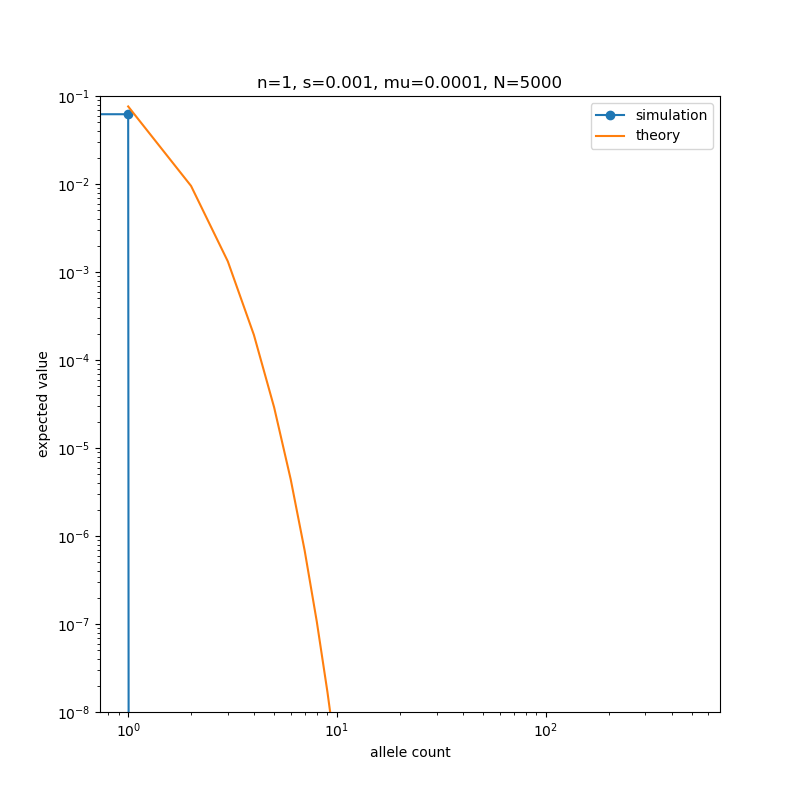 n=1, s=0.001, mu=0.0001, N=5000
simulation
theory
10⁻¹
10⁻²
10⁻³
10⁻⁴
10⁻⁵
10⁻⁶
10⁻⁷
10⁻⁸
expected value
10⁰
10¹
10²
allele count